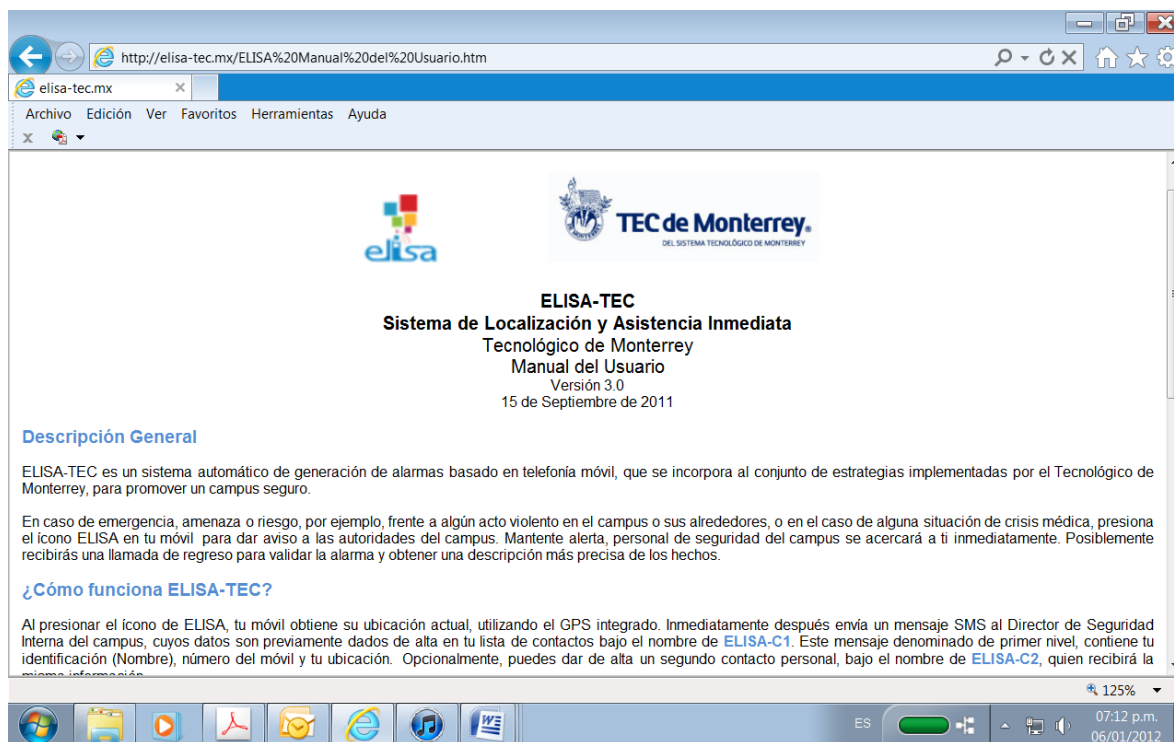 http://elisa-tec.mx/ELISA%20Manual%20del%20Usuario.htm
elisa-tec.mx
Archivo Edición Ver Favoritos Herramientas Ayuda
elisa
TEC de Monterrey®
DEL SISTEMA TECNOLÓGICO DE MONTERREY
ELISA-TEC
Sistema de Localización y Asistencia Inmediata
Tecnológico de Monterrey
Manual del Usuario
Versión 3.0
15 de Septiembre de 2011
Descripción General
ELISA-TEC es un sistema automático de generación de alarmas basado en telefonía móvil, que se incorpora al conjunto de estrategias implementadas por el Tecnológico de
Monterrey, para promover un campus seguro.
En caso de emergencia, amenaza o riesgo, por ejemplo, frente a algún acto violento en el campus o sus alrededores, o en el caso de alguna situación de crisis médica, presiona
el ícono ELISA en tu móvil para dar aviso a las autoridades del campus. Mantente alerta, personal de seguridad del campus se acercará a ti inmediatamente. Posiblemente
recibirás una llamada de regreso para validar la alarma y obtener una descripción más precisa de los hechos.
¿Cómo funciona ELISA-TEC?
Al presionar el ícono de ELISA, tu móvil obtiene su ubicación actual, utilizando el GPS integrado. Inmediatamente después envía un mensaje SMS al Director de Seguridad
Interna del campus, cuyos datos son previamente dados de alta en tu lista de contactos bajo el nombre de ELISA-C1. Este mensaje denominado de primer nivel, contiene tu
identificación (Nombre), número del móvil y tu ubicación. Opcionalmente, puedes dar de alta un segundo contacto personal, bajo el nombre de ELISA-C2, quien recibirá la
misma información
125%
ES
07:12 p.m.
06/01/2012